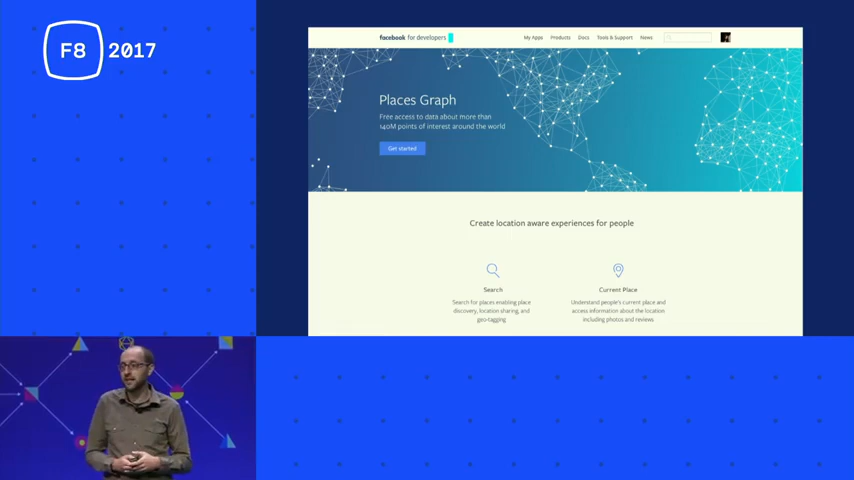 F8 2017
facebook for developers
My Apps Products Docs Tools & Support News
Places Graph
Free access to data about more than
140M points of interest around the world
Get started
Create location aware experiences for people
Search
Search for places enabling place
discovery, location sharing, and
geo-tagging
Current Place
Understand people's current place and
access information about the location
including photos and reviews